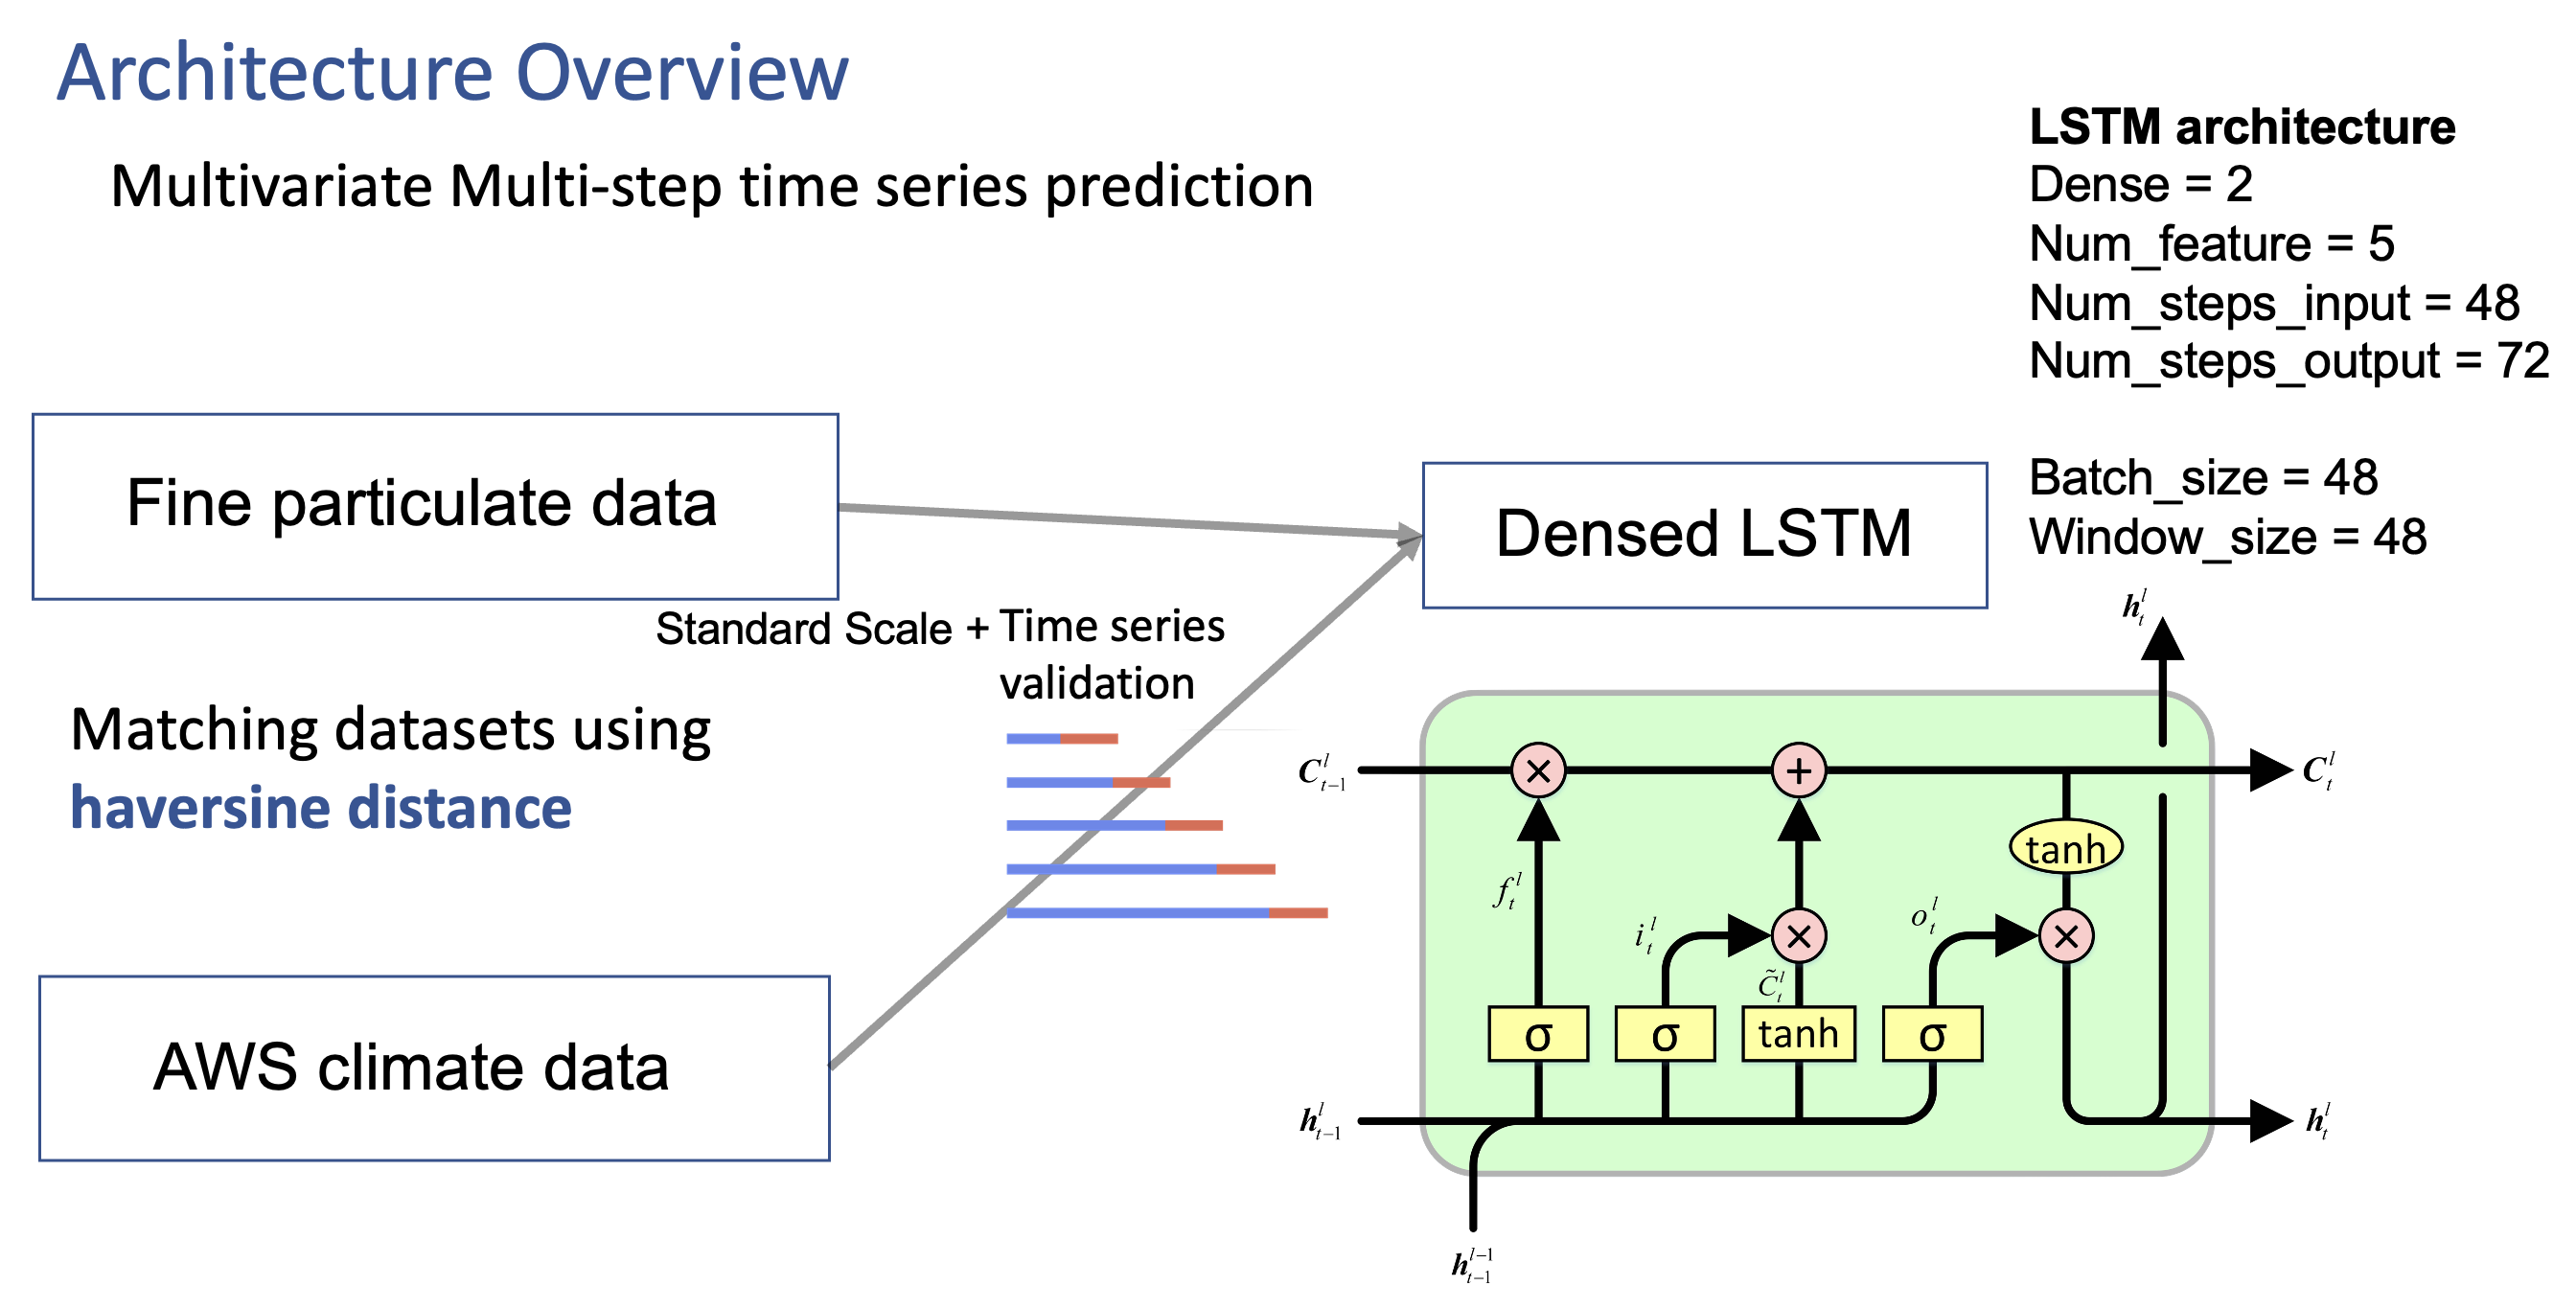 Architecture Overview
Multivariate Multi-step time series prediction
LSTM architecture
Dense = 2
Num_feature = 5
Num_steps_input = 48
Num_steps_output = 72
Batch_size = 48
Window_size = 48
Fine particulate data
Densed LSTM
Standard Scale + Time series
validation
Matching datasets using
haversine distance
AWS climate data
h_t^l
C_{t-1}^l
×
+
C_t^l
tanh
f_t^l
i_t^l
×
o_t^l
×
C̃_t^l
σ
σ
tanh
σ
h_{t-1}^l
h_t^l
h_{t-1}^{l-1}